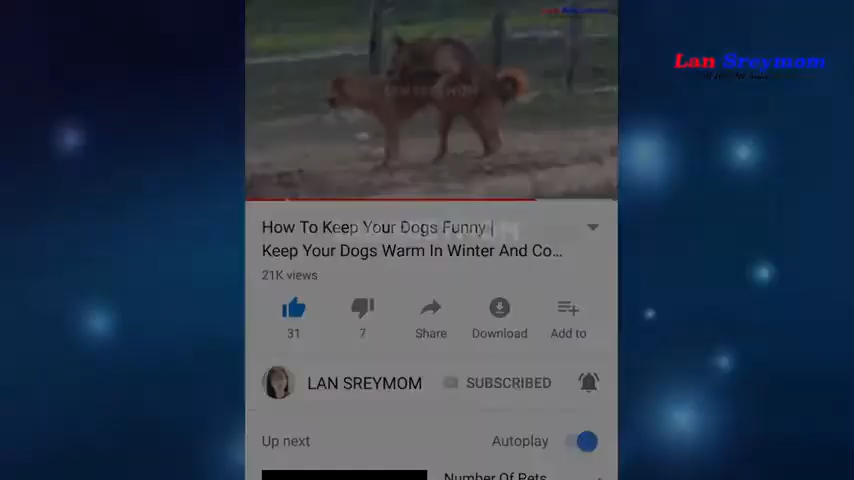 Lan Sreymom
How To Keep Your Dogs Funny |
Keep Your Dogs Warm In Winter And Co...
21K views
31
7
Share
Download
Add to
LAN SREYMOM
SUBSCRIBED
Up next
Autoplay
Number Of Pets